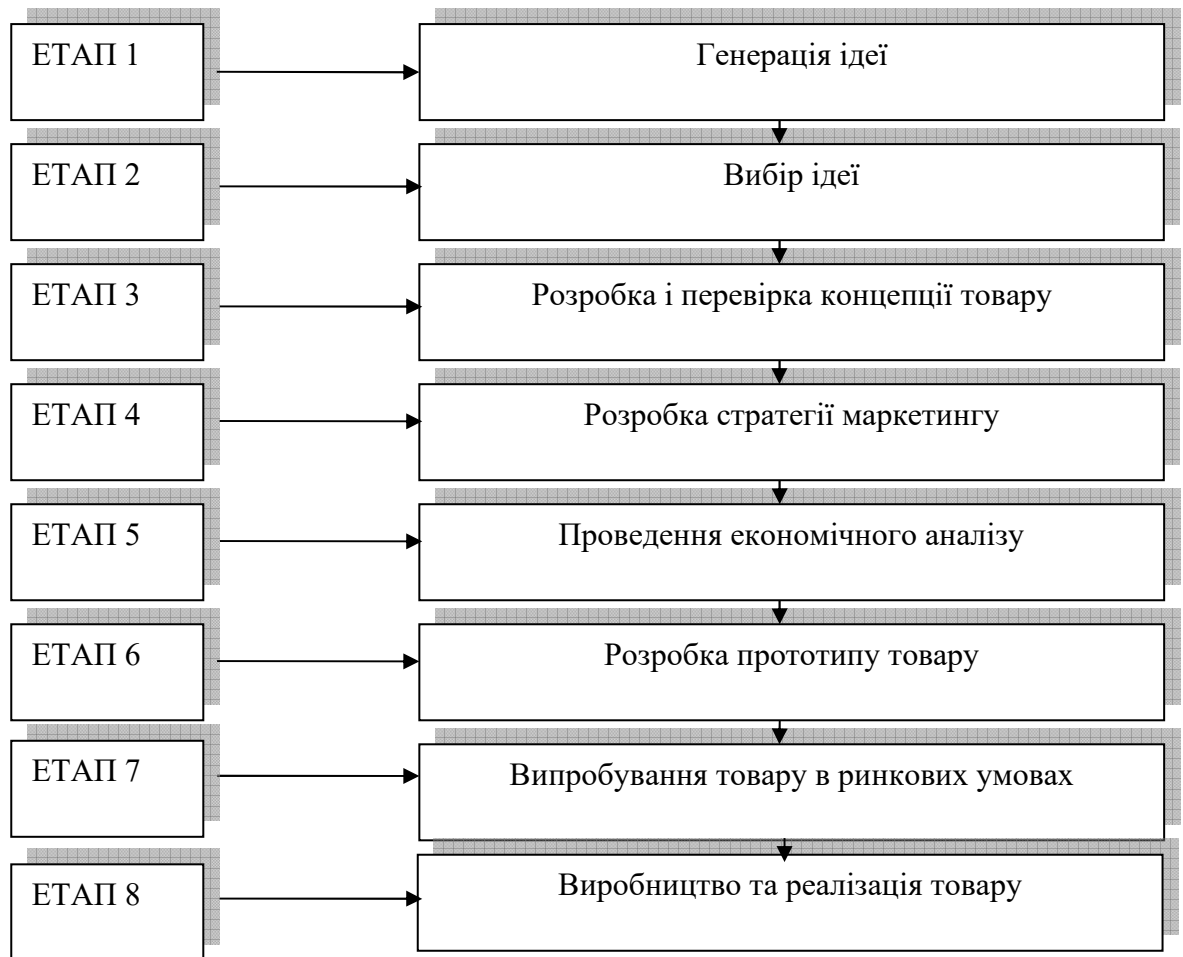 ЕТАП 1
Генерація ідеї
ЕТАП 2
Вибір ідеї
ЕТАП 3
Розробка і перевірка концепції товару
ЕТАП 4
Розробка стратегії маркетингу
ЕТАП 5
Проведення економічного аналізу
ЕТАП 6
Розробка прототипу товару
ЕТАП 7
Випробування товару в ринкових умовах
ЕТАП 8
Виробництво та реалізація товару